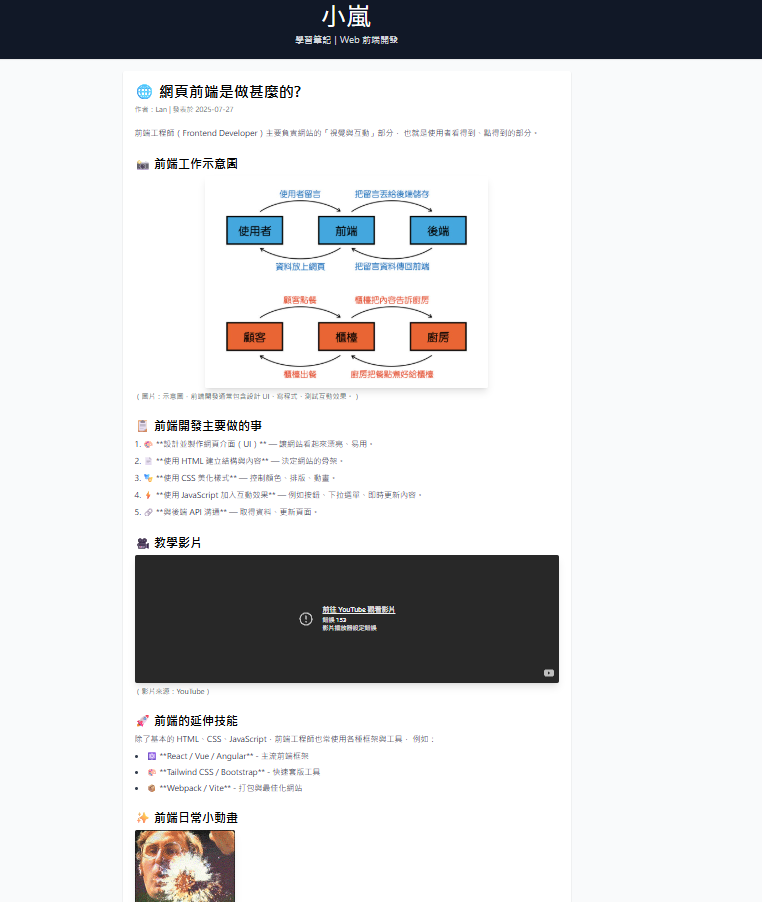 小嵐
學習筆記 | Web 前端開發
網頁前端是做甚麼的?
作者：Lan | 發表於 2025-07-27
前端工程師（Frontend Developer）主要負責網站的「視覺與互動」部分，也就是使用者看得到、點得到的部分。
前端工作示意圖
使用者留言 把留言丟給後端儲存
使用者 前端 後端
資料放上網頁 把留言資料傳回前端
顧客點餐 櫃檯把內容告訴廚房
顧客 櫃檯 廚房
櫃檯出餐 廚房把餐點煮好給櫃檯
（圖片：示意圖，前端開發通常包含設計 UI、寫程式、測試互動效果。）
前端開發主要做的事
1. **設計並製作網頁介面（UI）** — 讓網站看起來漂亮、易用。
2. **使用 HTML 建立結構與內容** — 決定網站的骨架。
3. **使用 CSS 美化樣式** — 控制顏色、排版、動畫。
4. **使用 JavaScript 加入互動效果** — 例如按鈕、下拉選單、即時更新內容。
5. **與後端 API 溝通** — 取得資料、更新頁面。
教學影片
前往 YouTube 觀看影片
錯誤 153
影片播放器設定錯誤
（影片來源：YouTube）
前端的延伸技能
除了基本的 HTML、CSS、JavaScript，前端工程師也常使用各種框架與工具，例如：
• **React / Vue / Angular** - 主流前端框架
• **Tailwind CSS / Bootstrap** - 快速套版工具
• **Webpack / Vite** - 打包與最佳化網站
前端日常小動畫